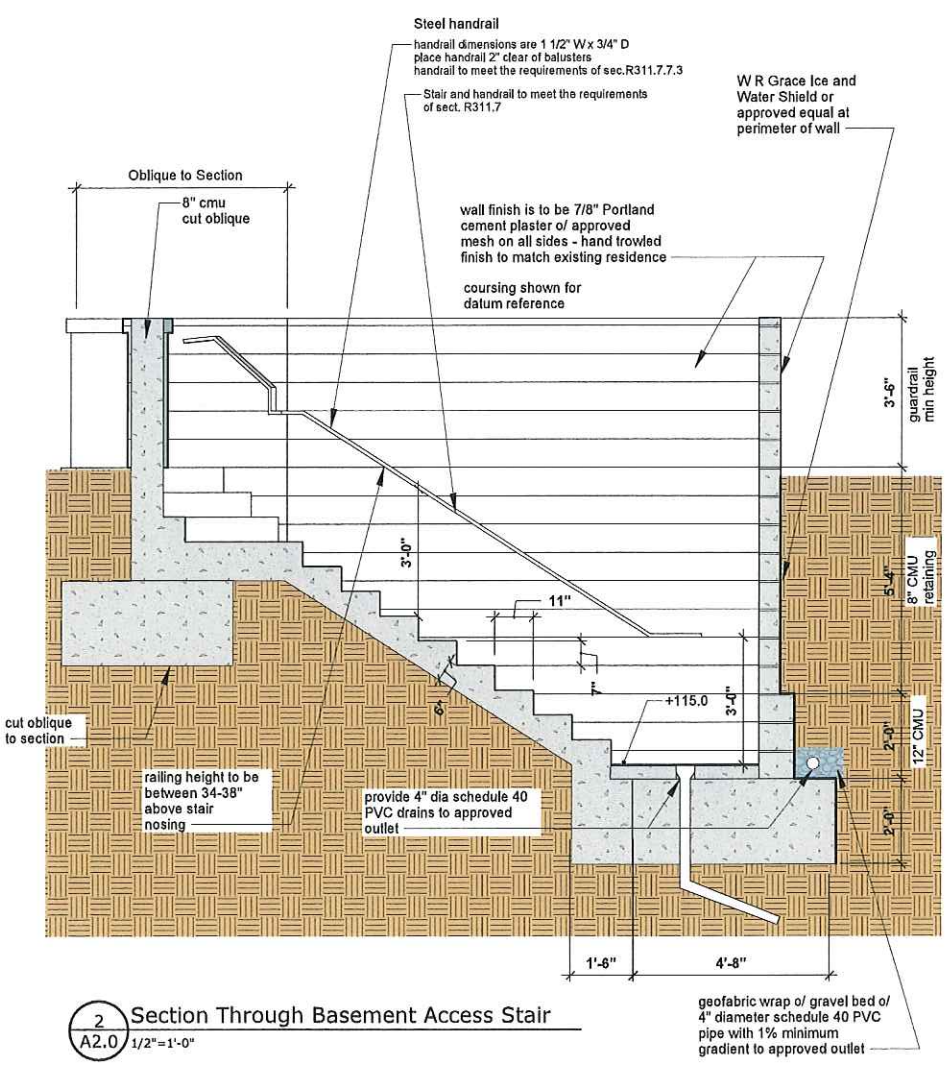 Steel handrail
handrail dimensions are 1 1/2" W x 3/4" D
place handrail 2" clear of balusters
handrail to meet the requirements of sec.R311.7.7.3
Stair and handrail to meet the requirements
of sect. R311.7
W R Grace Ice and
Water Shield or
approved equal at
perimeter of wall
Oblique to Section
8" cmu
cut oblique
wall finish is to be 7/8" Portland
cement plaster o/ approved
mesh on all sides - hand trowled
finish to match existing residence
coursing shown for
datum reference
3'-6"
guardrail
min height
3'-0"
11"
7"
6"
5'-4"
8" CMU
retaining
+115.0
3'-0"
2'-0"
12" CMU
2'-0"
cut oblique
to section
railing height to be
between 34-38"
above stair
nosing
provide 4" dia schedule 40
PVC drains to approved
outlet
1'-6"
4'-8"
geofabric wrap o/ gravel bed o/
4" diameter schedule 40 PVC
pipe with 1% minimum
gradient to approved outlet
2
A2.0
Section Through Basement Access Stair
1/2"=1'-0"